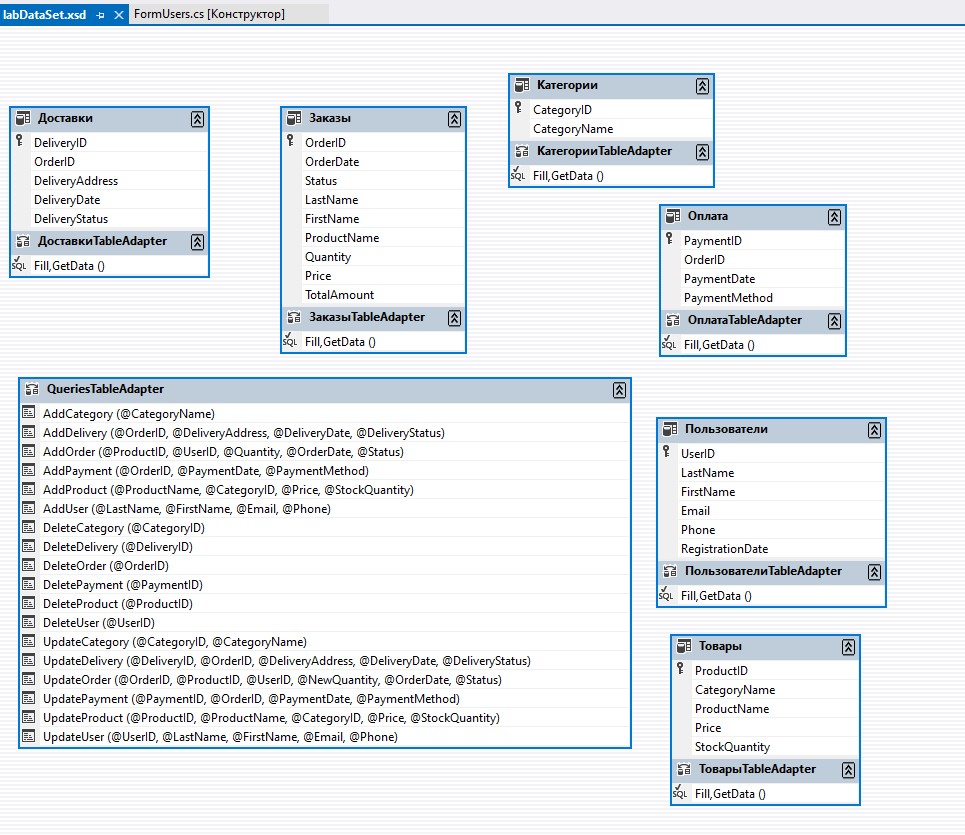 labDataSet.xsd
FormUsers.cs [Конструктор]
Доставки
DeliveryID
OrderID
DeliveryAddress
DeliveryDate
DeliveryStatus
ДоставкиTableAdapter
SQL Fill,GetData ()
Заказы
OrderID
OrderDate
Status
LastName
FirstName
ProductName
Quantity
Price
TotalAmount
ЗаказыTableAdapter
SQL Fill,GetData ()
Категории
CategoryID
CategoryName
КатегорииTableAdapter
SQL Fill,GetData ()
Оплата
PaymentID
OrderID
PaymentDate
PaymentMethod
ОплатаTableAdapter
SQL Fill,GetData ()
QueriesTableAdapter
AddCategory (@CategoryName)
AddDelivery (@OrderID, @DeliveryAddress, @DeliveryDate, @DeliveryStatus)
AddOrder (@ProductID, @UserID, @Quantity, @OrderDate, @Status)
AddPayment (@OrderID, @PaymentDate, @PaymentMethod)
AddProduct (@ProductName, @CategoryID, @Price, @StockQuantity)
AddUser (@LastName, @FirstName, @Email, @Phone)
DeleteCategory (@CategoryID)
DeleteDelivery (@DeliveryID)
DeleteOrder (@OrderID)
DeletePayment (@PaymentID)
DeleteProduct (@ProductID)
DeleteUser (@UserID)
UpdateCategory (@CategoryID, @CategoryName)
UpdateDelivery (@DeliveryID, @OrderID, @DeliveryAddress, @DeliveryDate, @DeliveryStatus)
UpdateOrder (@OrderID, @ProductID, @UserID, @NewQuantity, @OrderDate, @Status)
UpdatePayment (@PaymentID, @OrderID, @PaymentDate, @PaymentMethod)
UpdateProduct (@ProductID, @ProductName, @CategoryID, @Price, @StockQuantity)
UpdateUser (@UserID, @LastName, @FirstName, @Email, @Phone)
Пользователи
UserID
LastName
FirstName
Email
Phone
RegistrationDate
ПользователиTableAdapter
SQL Fill,GetData ()
Товары
ProductID
CategoryName
ProductName
Price
StockQuantity
ТоварыTableAdapter
SQL Fill,GetData ()